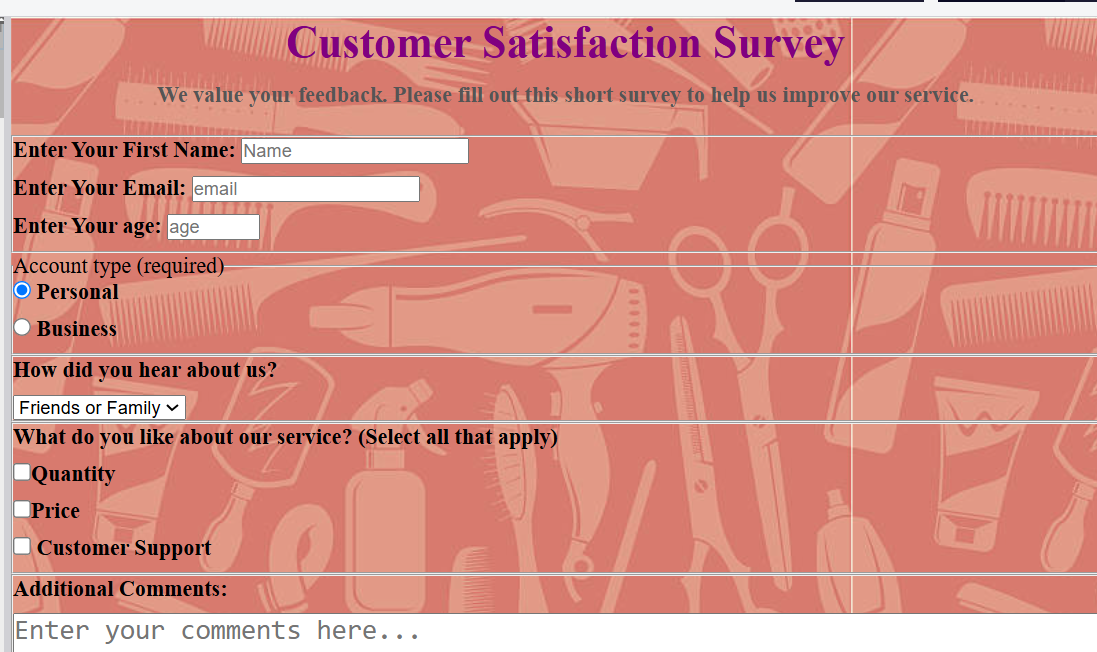 Customer Satisfaction Survey
We value your feedback. Please fill out this short survey to help us improve our service.
Enter Your First Name: Name
Enter Your Email: email
Enter Your age: age
Account type (required)
Personal
Business
How did you hear about us?
Friends or Family
What do you like about our service? (Select all that apply)
Quantity
Price
Customer Support
Additional Comments:
Enter your comments here...